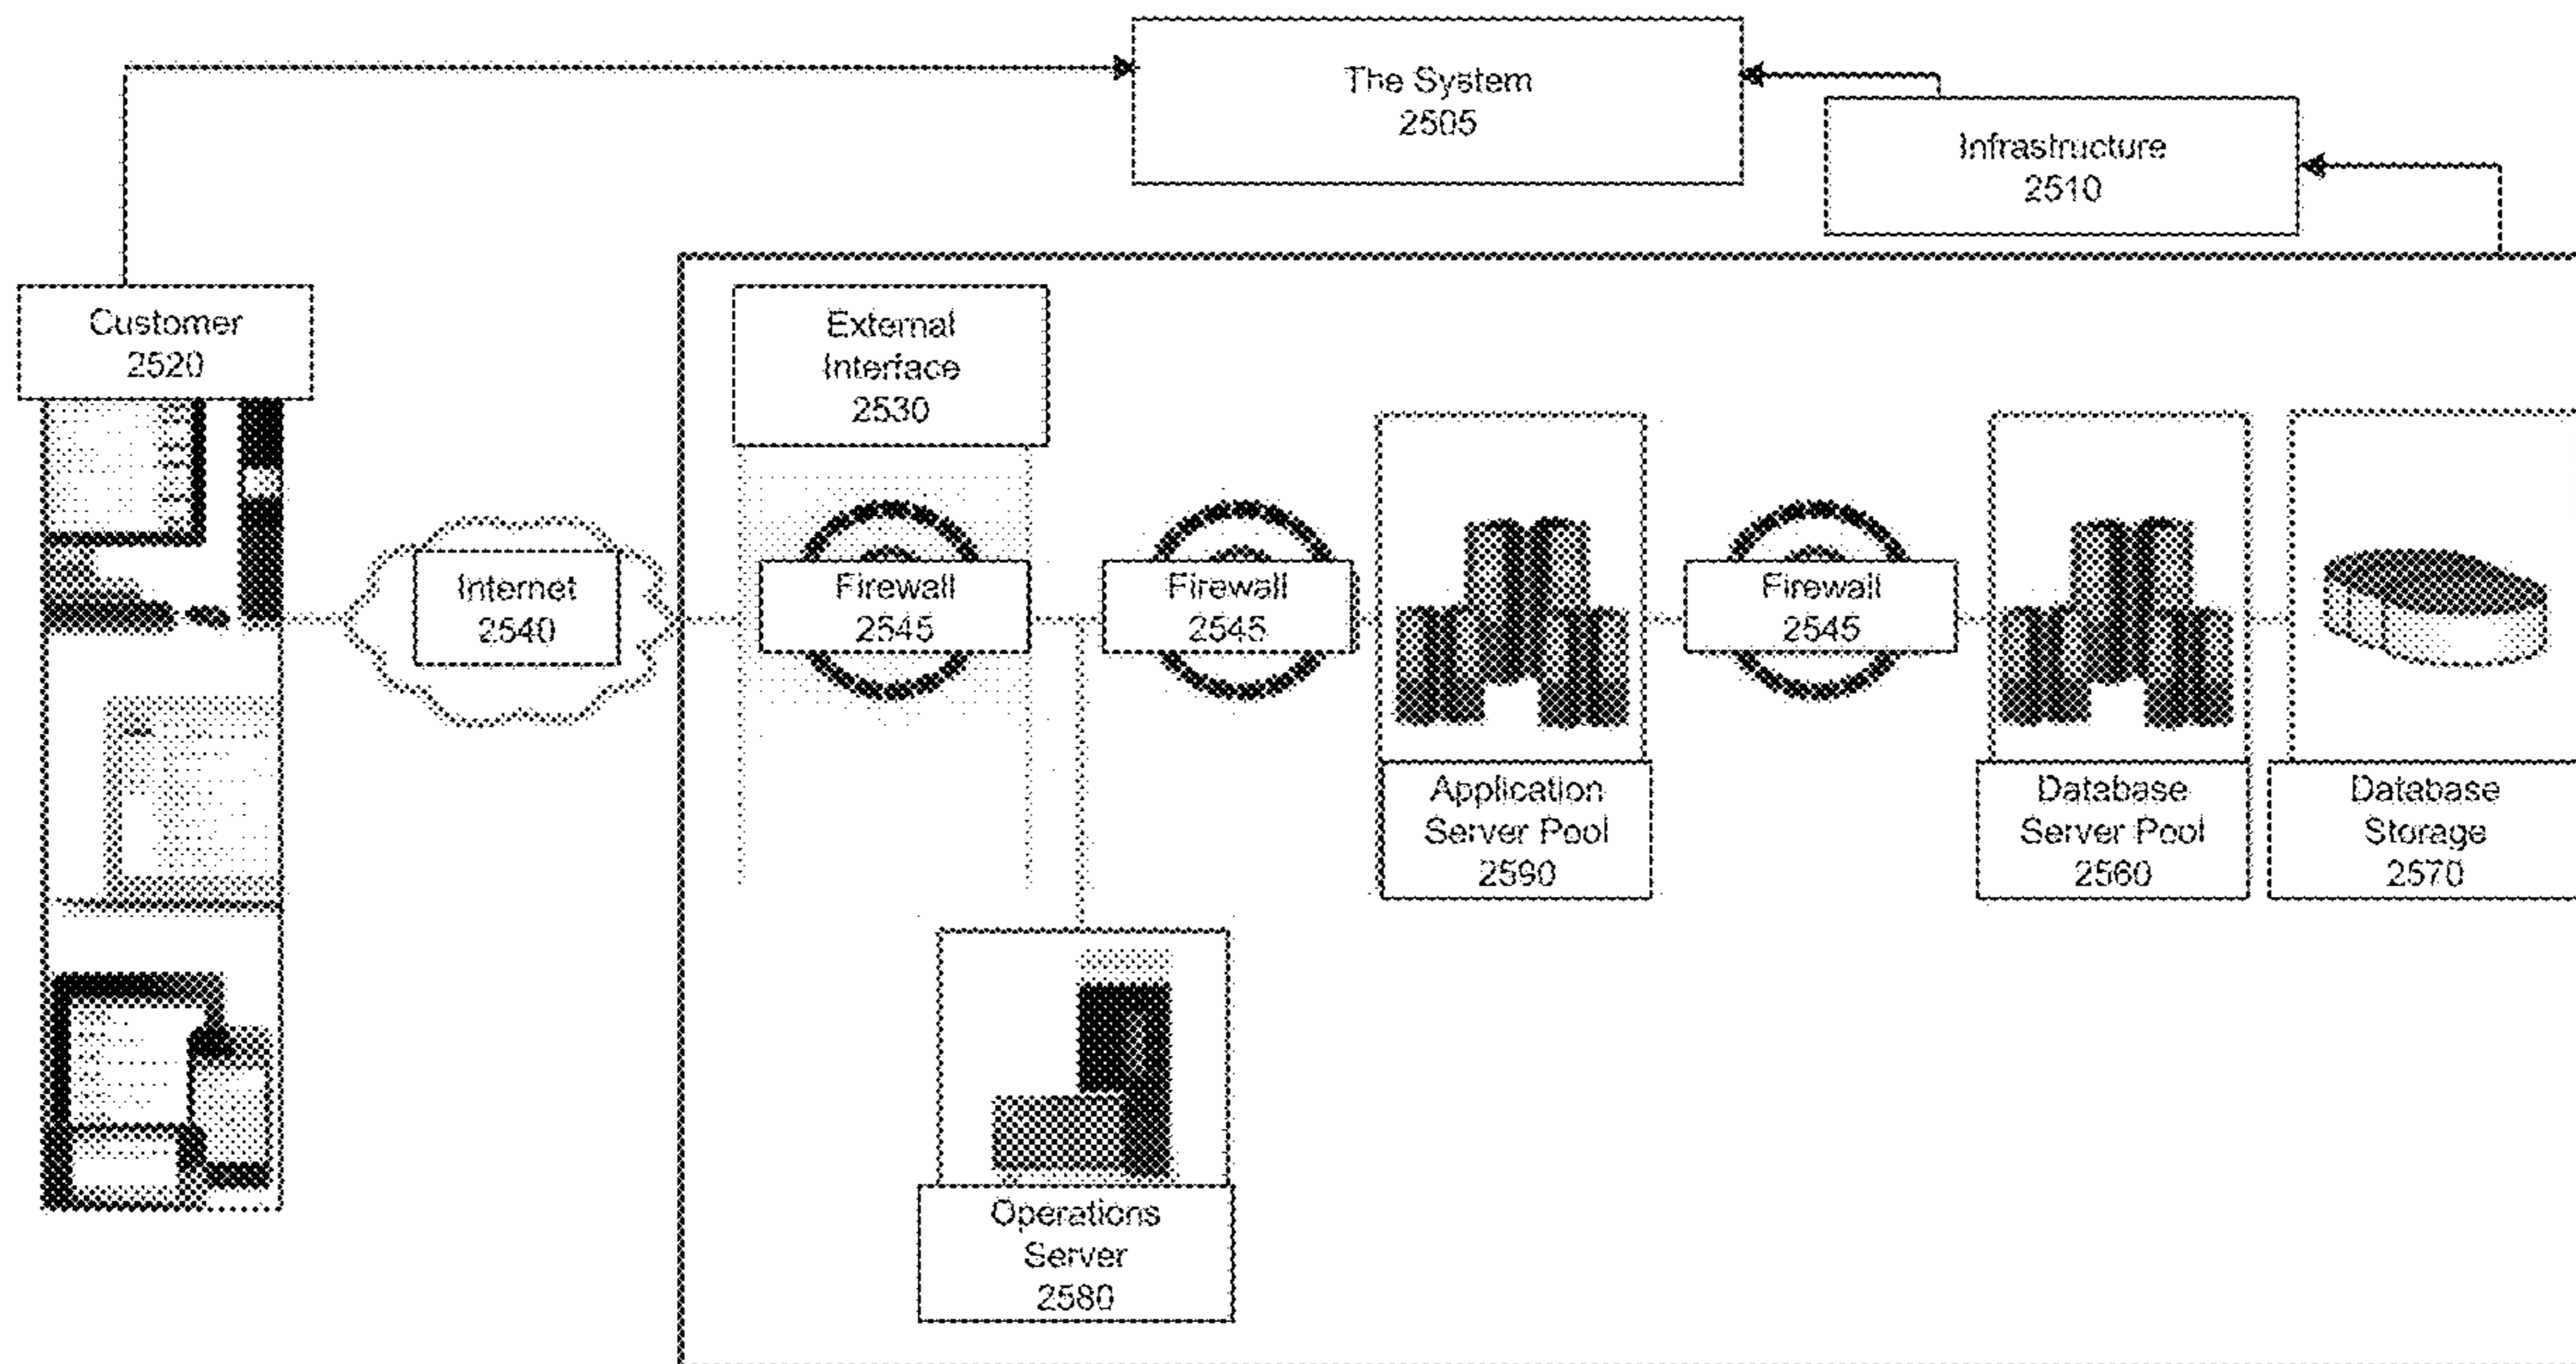 The System
2505
Infrastructure
2510
Customer
2520
External
Interface
2530
Internet
2540
Firewall
2545
Firewall
2545
Firewall
2545
Application
Server Pool
2590
Database
Server Pool
2560
Database
Storage
2570
Operations
Server
2580